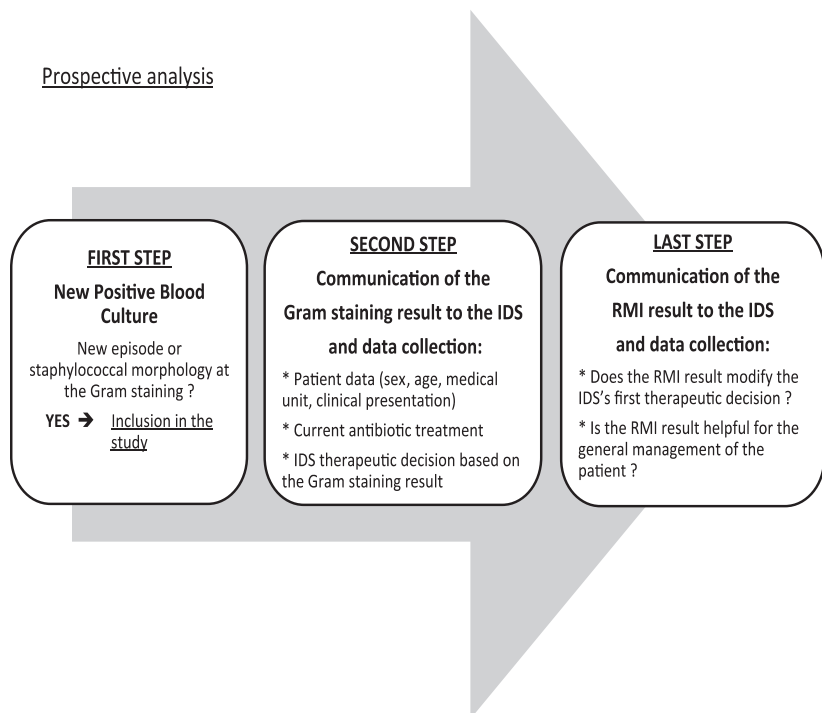 Prospective analysis
FIRST STEP
New Positive Blood
Culture
New episode or
staphylococcal morphology at
the Gram staining ?
YES ➔ Inclusion in the
study
SECOND STEP
Communication of the
Gram staining result to the IDS
and data collection:
* Patient data (sex, age, medical
unit, clinical presentation)
* Current antibiotic treatment
* IDS therapeutic decision based on
the Gram staining result
LAST STEP
Communication of the
RMI result to the IDS
and data collection:
* Does the RMI result modify the
IDS's first therapeutic decision ?
* Is the RMI result helpful for the
general management of the
patient ?